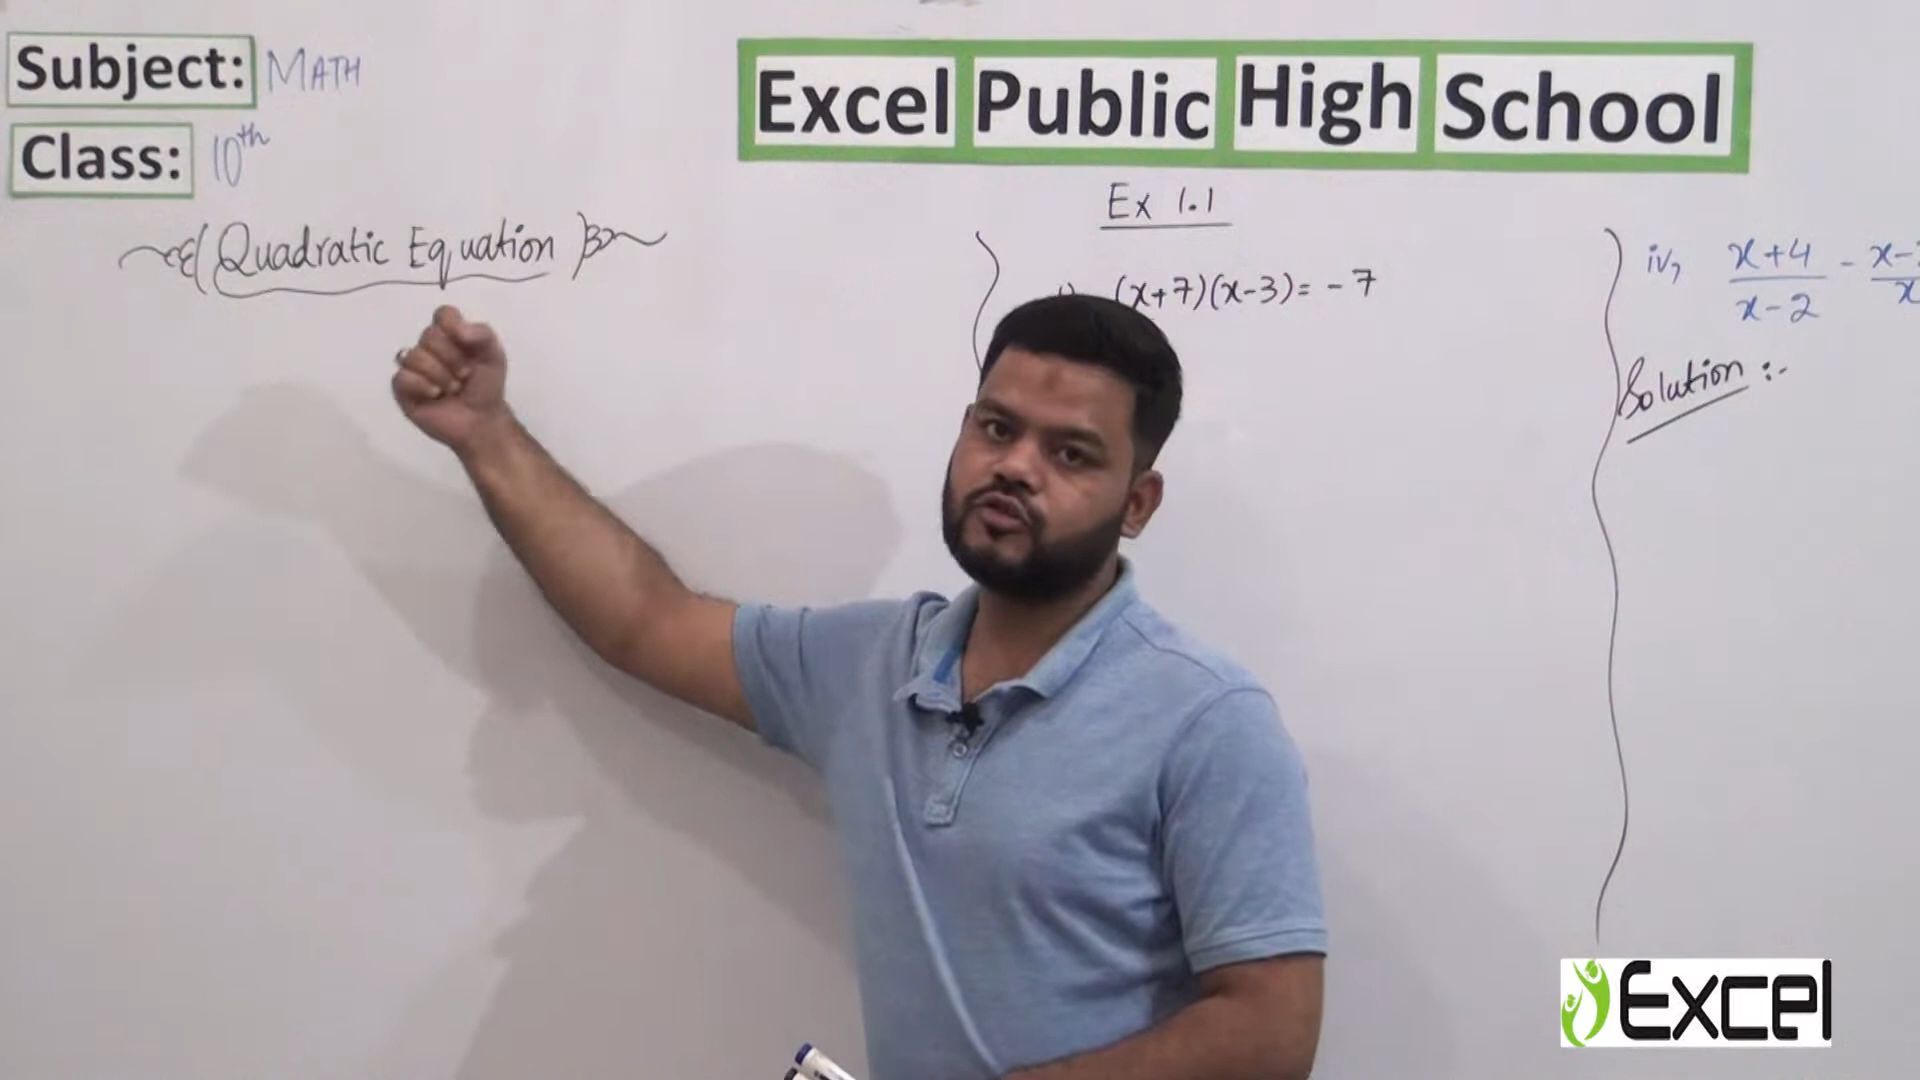 Subject: MATH
Class: 10th
Excel Public High School
Quadratic Equation
Ex 1.1
(x+7)(x-3) = -7
iv, x+4 / x-2 - x- / x
Solution :-
Excel